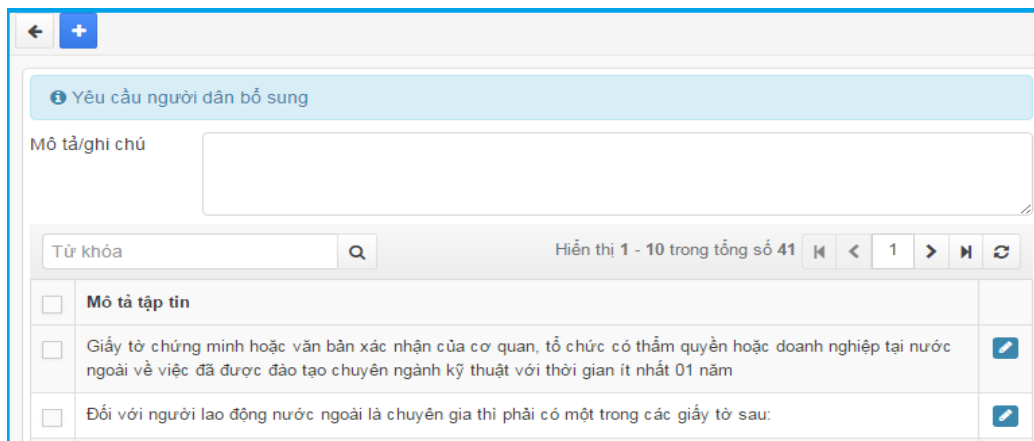 Yêu cầu người dân bổ sung
Mô tả/ghi chú
Từ khóa
Hiển thị 1 - 10 trong tổng số 41
1
Mô tả tập tin
Giấy tờ chứng minh hoặc văn bản xác nhận của cơ quan, tổ chức có thẩm quyền hoặc doanh nghiệp tại nước
ngoài về việc đã được đào tạo chuyên ngành kỹ thuật với thời gian ít nhất 01 năm
Đối với người lao động nước ngoài là chuyên gia thì phải có một trong các giấy tờ sau: